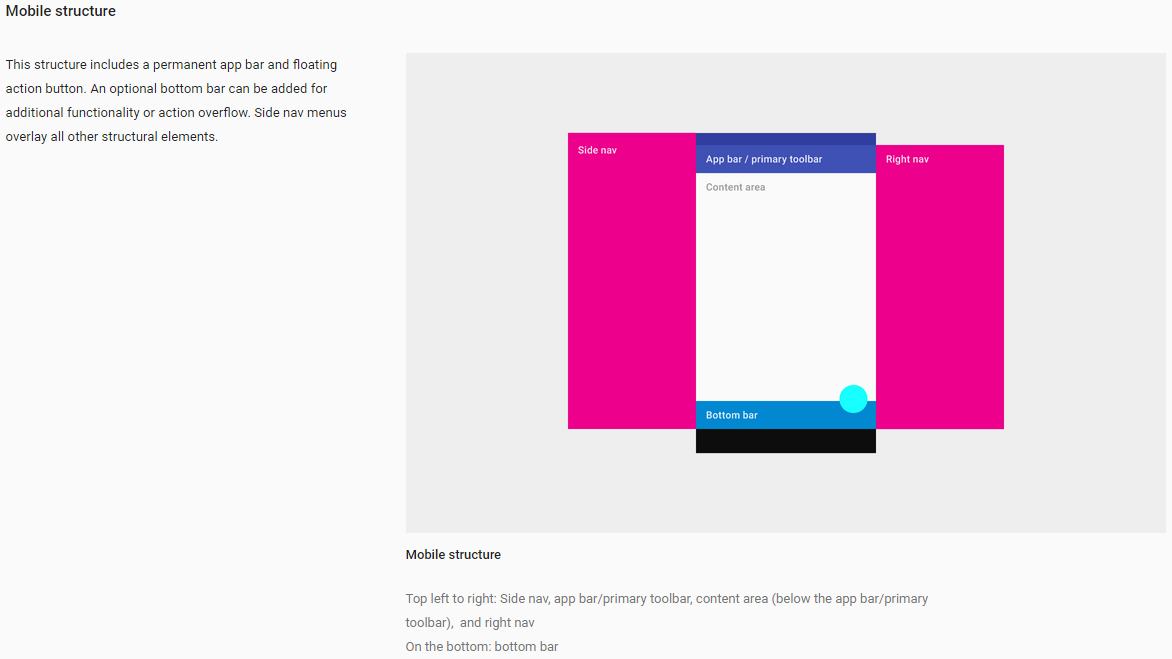 Mobile structure
This structure includes a permanent app bar and floating
action button. An optional bottom bar can be added for
additional functionality or action overflow. Side nav menus
overlay all other structural elements.
Side nav
App bar / primary toolbar
Right nav
Content area
Bottom bar
Mobile structure
Top left to right: Side nav, app bar/primary toolbar, content area (below the app bar/primary
toolbar),  and right nav
On the bottom: bottom bar